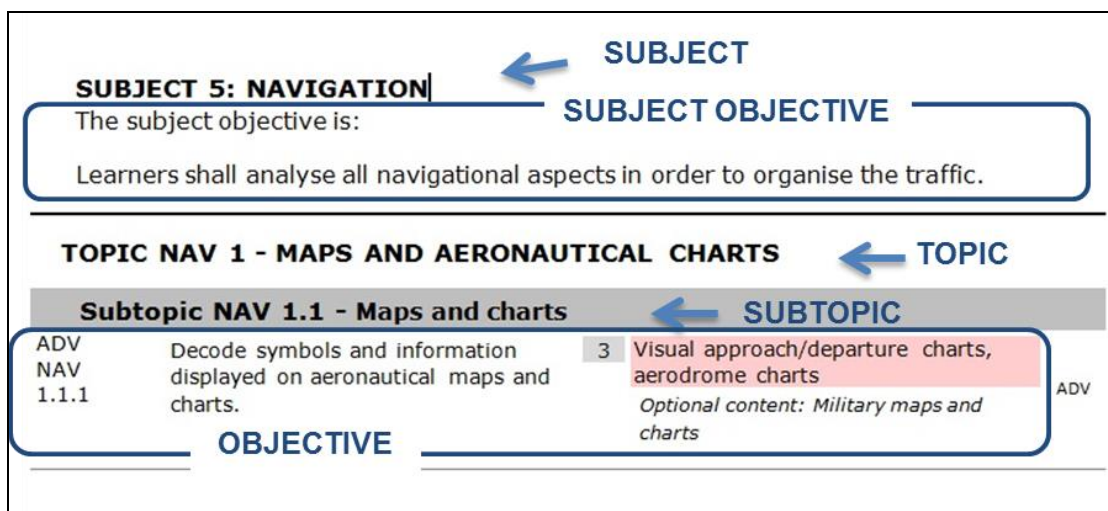 SUBJECT
SUBJECT 5: NAVIGATION
SUBJECT OBJECTIVE
The subject objective is:
Learners shall analyse all navigational aspects in order to organise the traffic.
TOPIC NAV 1 - MAPS AND AERONAUTICAL CHARTS
TOPIC
Subtopic NAV 1.1 - Maps and charts
SUBTOPIC
ADV
NAV
1.1.1
Decode symbols and information
displayed on aeronautical maps and
charts.
3
Visual approach/departure charts,
aerodrome charts
Optional content: Military maps and
charts
ADV
OBJECTIVE